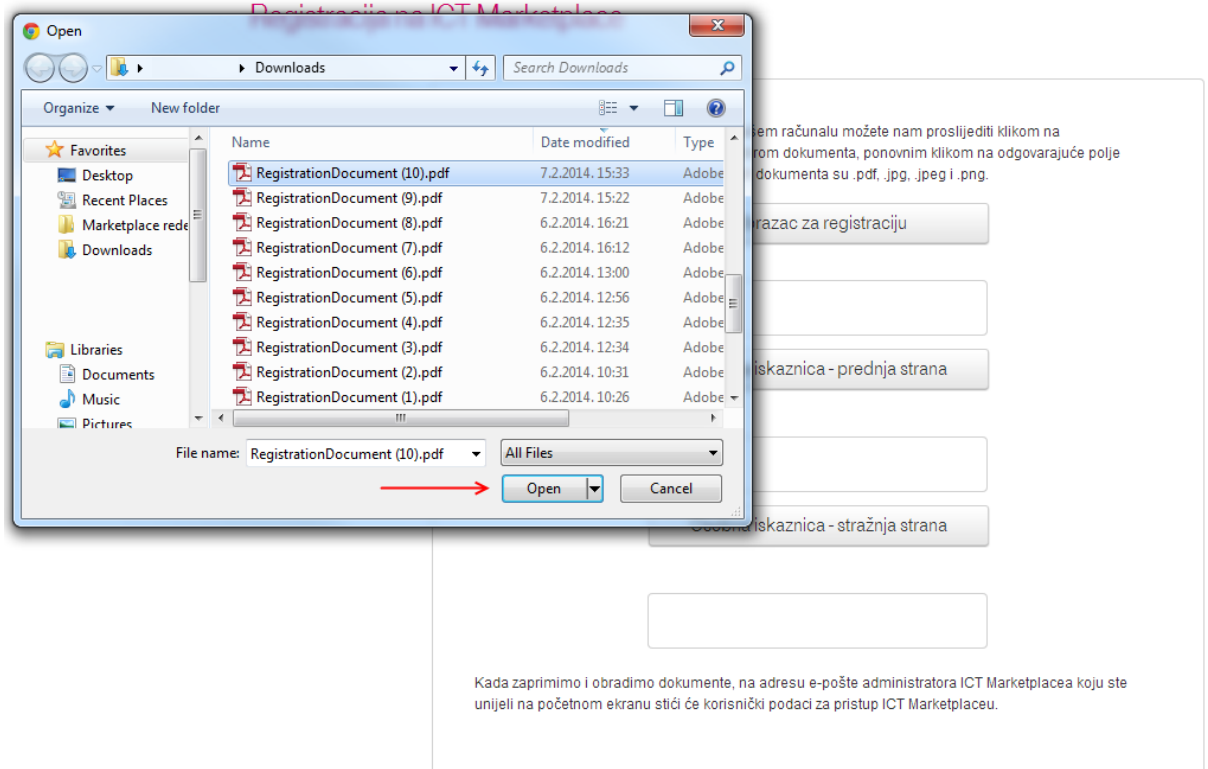 Registracija na ICT Marketplace
Open
Downloads
Search Downloads
Organize
New folder
Favorites
Desktop
Recent Places
Marketplace rede
Downloads
Libraries
Documents
Music
Pictures
Name Date modified Type
RegistrationDocument (10).pdf 7.2.2014. 15:33 Adobe
RegistrationDocument (9).pdf 7.2.2014. 15:22 Adobe
RegistrationDocument (8).pdf 6.2.2014. 16:21 Adobe
RegistrationDocument (7).pdf 6.2.2014. 16:12 Adobe
RegistrationDocument (6).pdf 6.2.2014. 13:00 Adobe
RegistrationDocument (5).pdf 6.2.2014. 12:56 Adobe
RegistrationDocument (4).pdf 6.2.2014. 12:35 Adobe
RegistrationDocument (3).pdf 6.2.2014. 12:34 Adobe
RegistrationDocument (2).pdf 6.2.2014. 10:31 Adobe
RegistrationDocument (1).pdf 6.2.2014. 10:26 Adobe
File name: RegistrationDocument (10).pdf All Files
Open Cancel
računalu možete nam proslijediti klikom na
dokumenta, ponovnim klikom na odgovarajuće polje
dokumenta su .pdf, .jpg, .jpeg i .png.
za registraciju
iskaznica - prednja strana
Osobna iskaznica - stražnja strana
Kada zaprimimo i obradimo dokumente, na adresu e-pošte administratora ICT Marketplacea koju ste
unijeli na početnom ekranu stići će korisnički podaci za pristup ICT Marketplaceu.